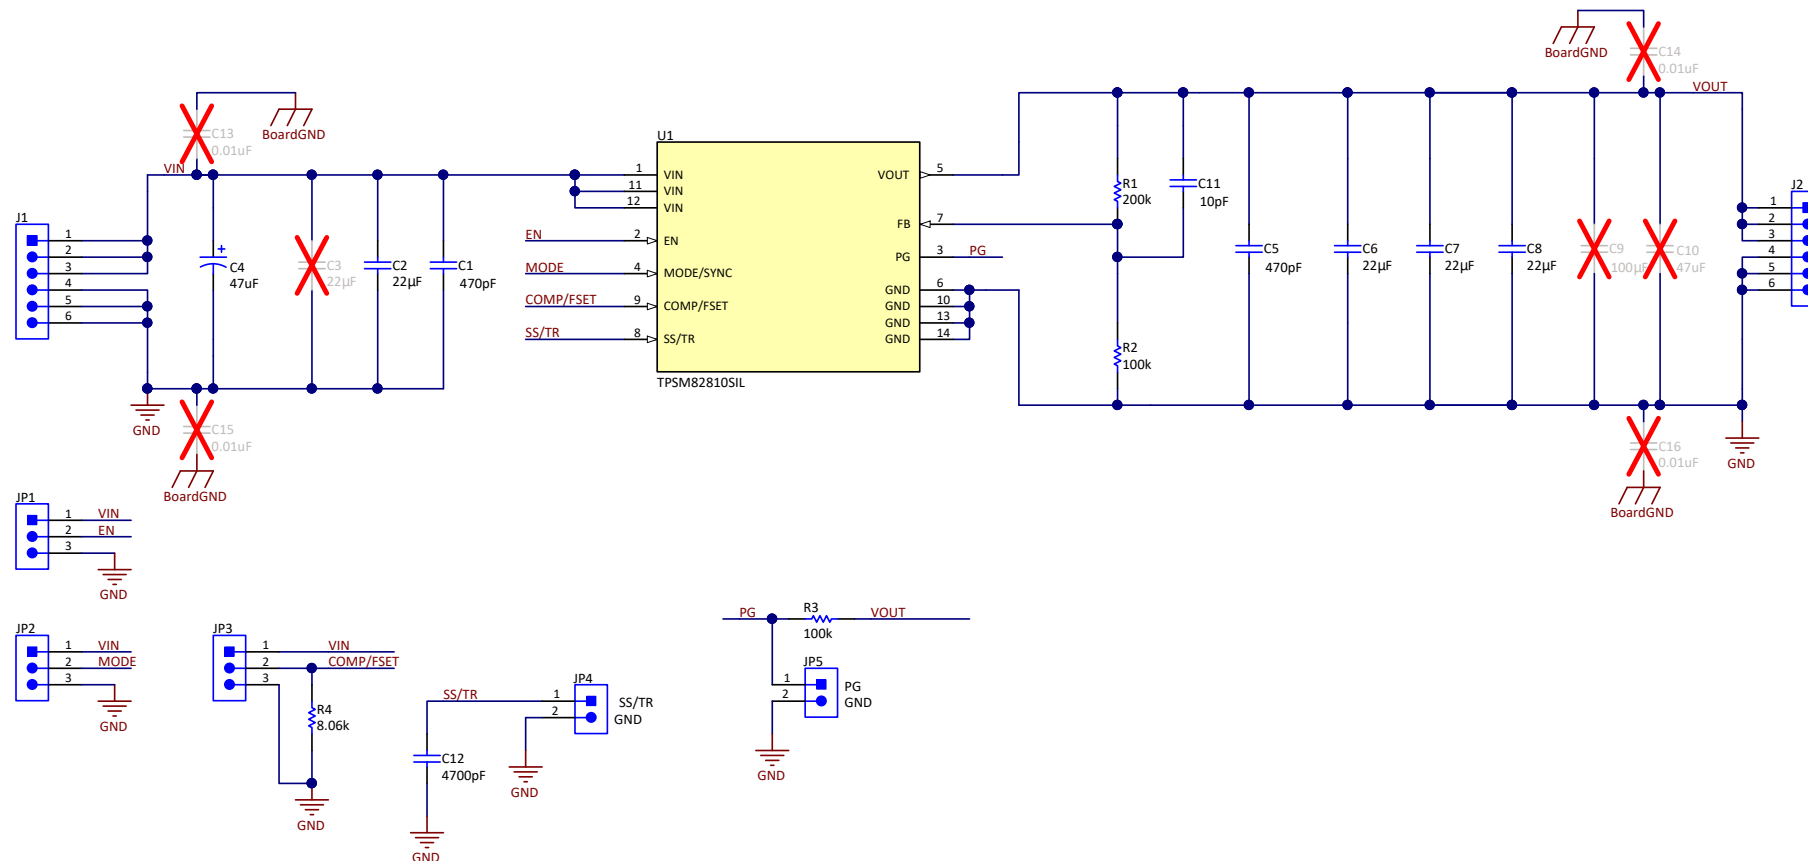 BoardGND
C14
0.01uF
VOUT
BoardGND
C13
0.01uF
VIN
U1
1 VIN
11 VIN
12 VIN
EN 2 EN
MODE 4 MODE/SYNC
COMP/FSET 9 COMP/FSET
SS/TR 8 SS/TR
VOUT 5
FB 7
PG 3 PG
GND 6
GND 10
GND 13
GND 14
TPSM82810SIL
J1
1
2
3
4
5
6
+
C4
47uF
C3
22µF
C2
22µF
C1
470pF
R1
200k
C11
10pF
R2
100k
C5
470pF
C6
22µF
C7
22µF
C8
22µF
C9
100µF
C10
47uF
J2
1
2
3
4
5
6
GND
C15
0.01uF
BoardGND
C16
0.01uF
BoardGND
GND
JP1
1 VIN
2 EN
3
GND
JP2
1 VIN
2 MODE
3
GND
JP3
1 VIN
2 COMP/FSET
3
R4
8.06k
GND
SS/TR
JP4
1 SS/TR
2 GND
C12
4700pF
GND
GND
PG R3 VOUT
100k
JP5
1 PG
2 GND
GND